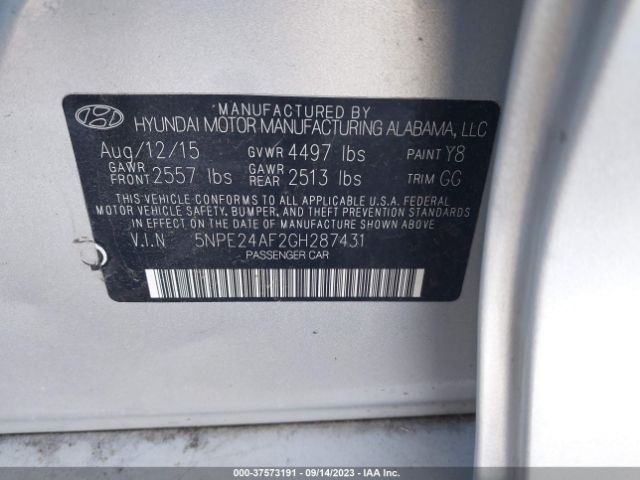 MANUFACTURED BY
HYUNDAI MOTOR MANUFACTURING ALABAMA, LLC
Aug/12/15 GVWR 4497 lbs PAINT Y8
GAWR FRONT 2557 lbs GAWR REAR 2513 lbs TRIM GG
THIS VEHICLE CONFORMS TO ALL APPLICABLE U.S.A. FEDERAL
MOTOR VEHICLE SAFETY, BUMPER, AND THEFT PREVENTION STANDARDS
IN EFFECT ON THE DATE OF MANUFACTURE SHOWN ABOVE.
V.I.N 5NPE24AF2GH287431
PASSENGER CAR
000-37573191 - 09/14/2023 - IAA Inc.